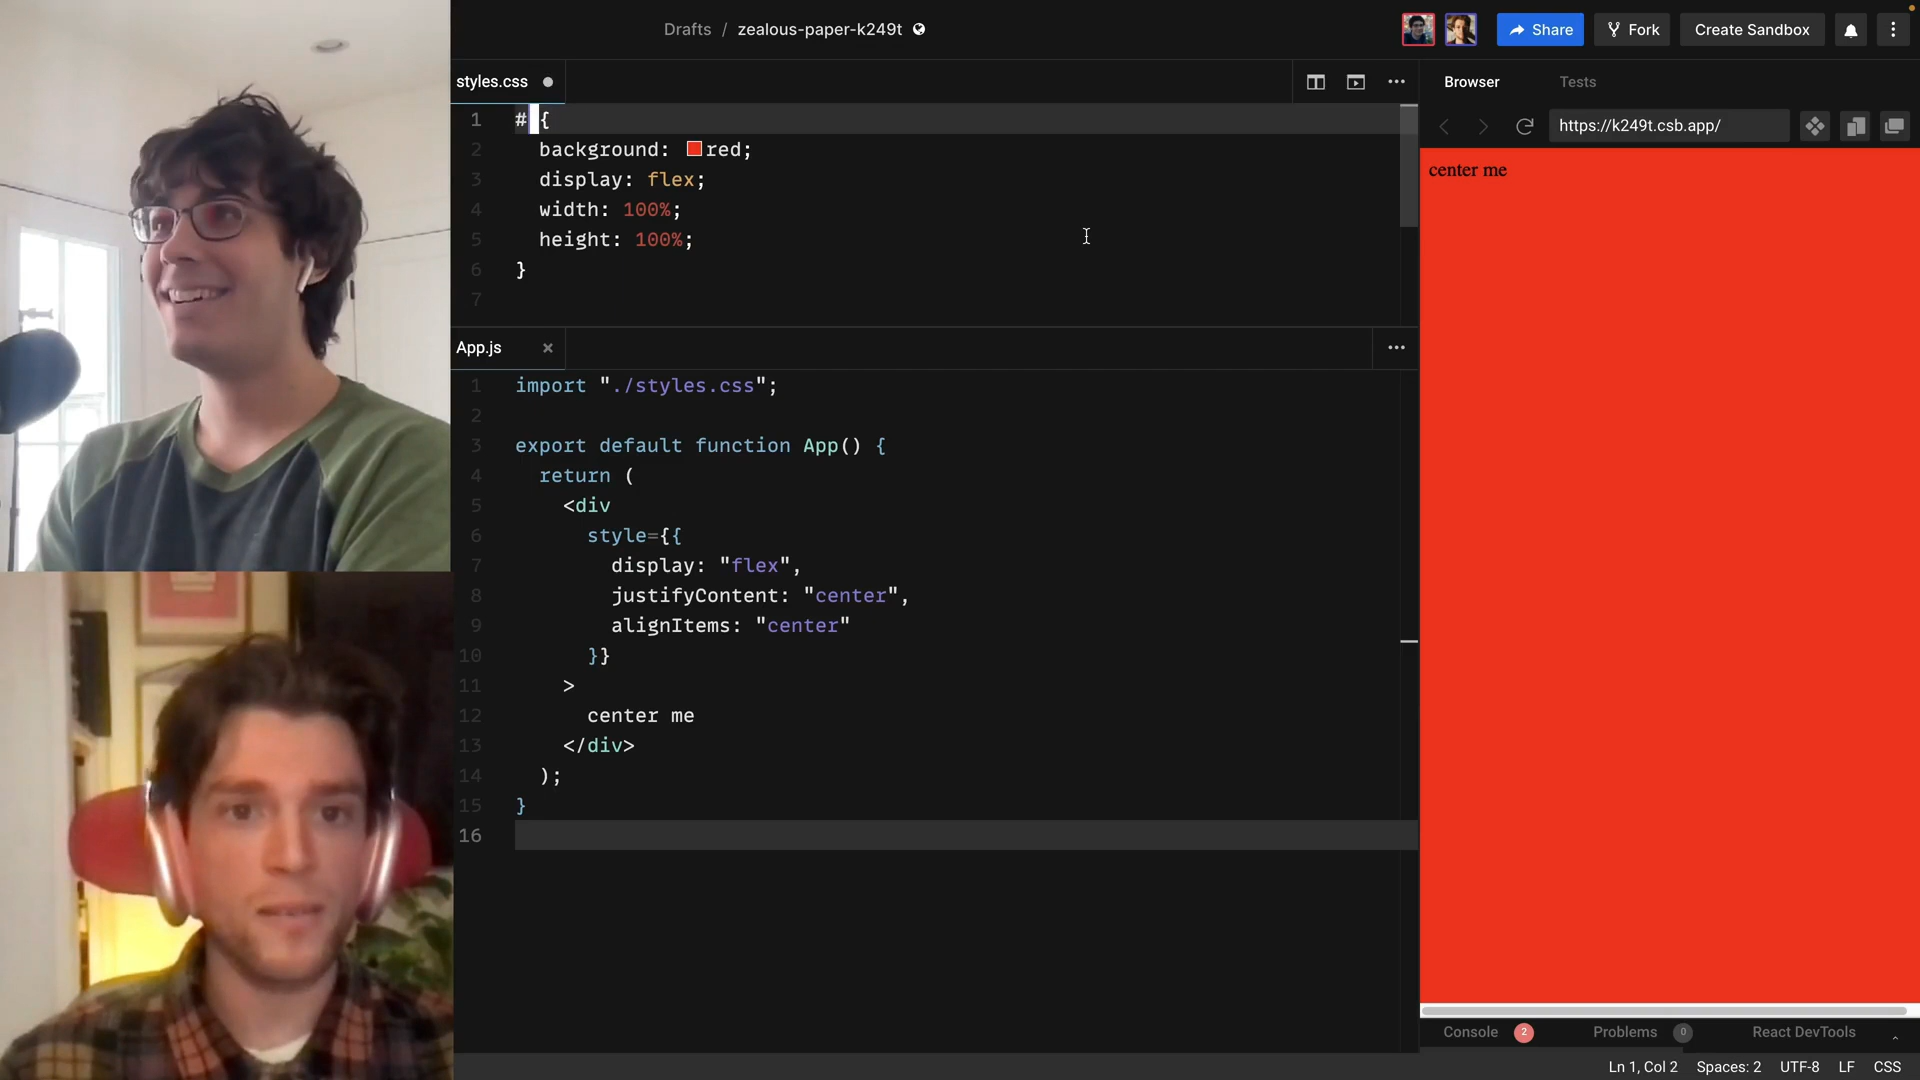 Drafts / zealous-paper-k249t
Share
Fork
Create Sandbox
styles.css
1 # {
2 background: red;
3 display: flex;
4 width: 100%;
5 height: 100%;
6 }
7
App.js
1 import "./styles.css";
2
3 export default function App() {
4 return (
5 <div
6 style={{
7 display: "flex",
8 justifyContent: "center",
9 alignItems: "center"
10 }}
11 >
12 center me
13 </div>
14 );
15 }
16
Browser Tests
https://k249t.csb.app/
center me
Console 2 Problems 0 React DevTools
Ln 1, Col 2 Spaces: 2 UTF-8 LF CSS